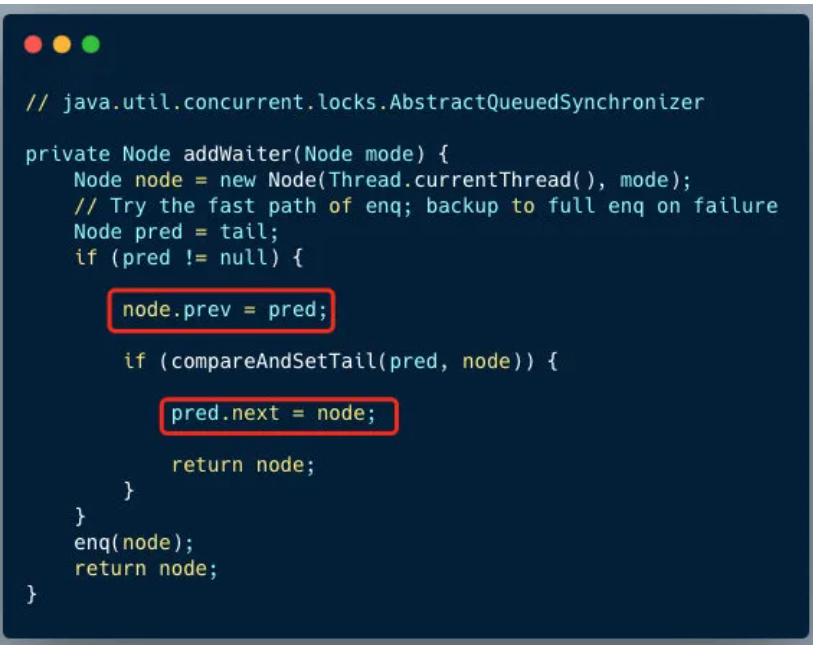 // java.util.concurrent.locks.AbstractQueuedSynchronizer
private Node addWaiter(Node mode) {
    Node node = new Node(Thread.currentThread(), mode);
    // Try the fast path of enq; backup to full enq on failure
    Node pred = tail;
    if (pred != null) {
        node.prev = pred;
        if (compareAndSetTail(pred, node)) {
            pred.next = node;
            return node;
        }
    }
    enq(node);
    return node;
}